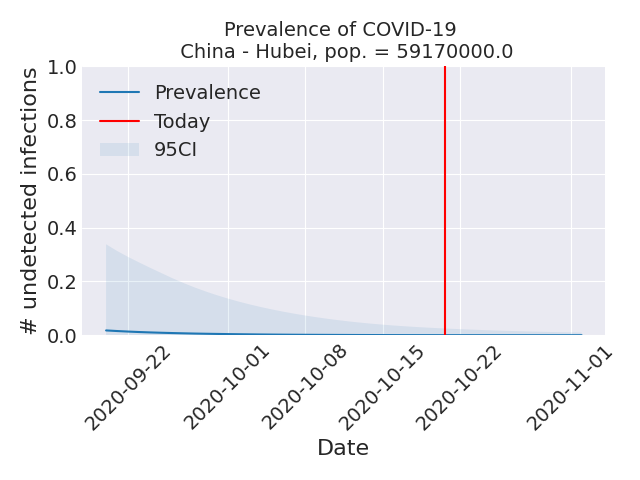 Prevalence of COVID-19
China - Hubei, pop. = 59170000.0
# undetected infections
1.0
0.8
0.6
0.4
0.2
0.0
Prevalence
Today
95CI
2020-09-22
2020-10-01
2020-10-08
2020-10-15
2020-10-22
2020-11-01
Date